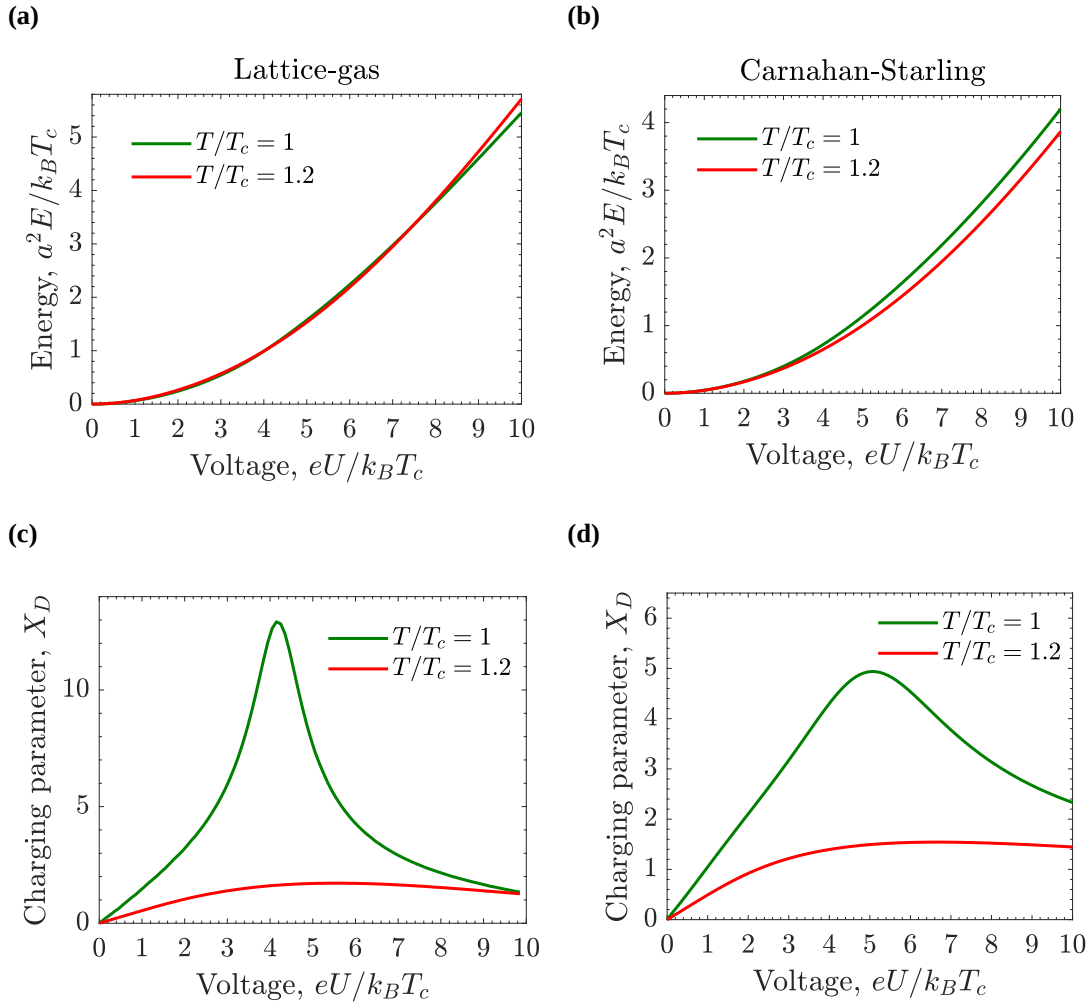 (a)
Lattice-gas
Energy, a²E/k_BT_c
5
4
3
2
1
0
T/T_c = 1
T/T_c = 1.2
0 1 2 3 4 5 6 7 8 9 10
Voltage, eU/k_BT_c
(b)
Carnahan-Starling
Energy, a²E/k_BT_c
4
3
2
1
0
T/T_c = 1
T/T_c = 1.2
0 1 2 3 4 5 6 7 8 9 10
Voltage, eU/k_BT_c
(c)
Charging parameter, X_D
10
5
0
T/T_c = 1
T/T_c = 1.2
0 1 2 3 4 5 6 7 8 9 10
Voltage, eU/k_BT_c
(d)
Charging parameter, X_D
6
5
4
3
2
1
0
T/T_c = 1
T/T_c = 1.2
0 1 2 3 4 5 6 7 8 9 10
Voltage, eU/k_BT_c